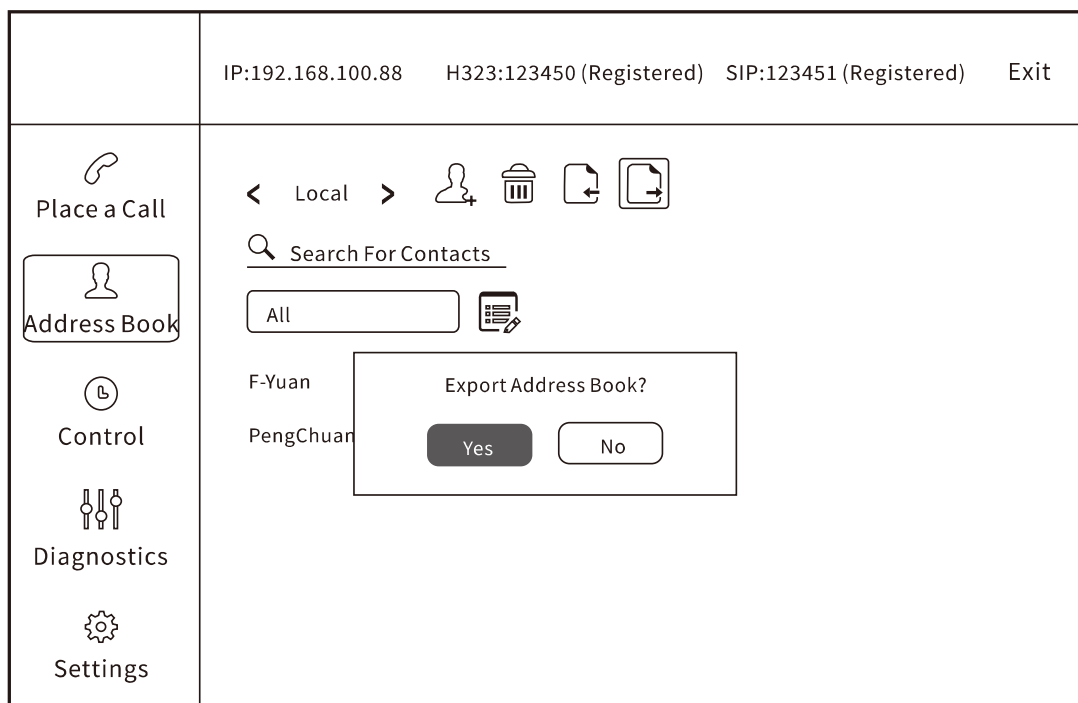 IP:192.168.100.88 H323:123450 (Registered) SIP:123451 (Registered) Exit
Place a Call
Address Book
Control
Diagnostics
Settings
< Local >
Search For Contacts
All
F-Yuan
PengChuan
Export Address Book?
Yes No